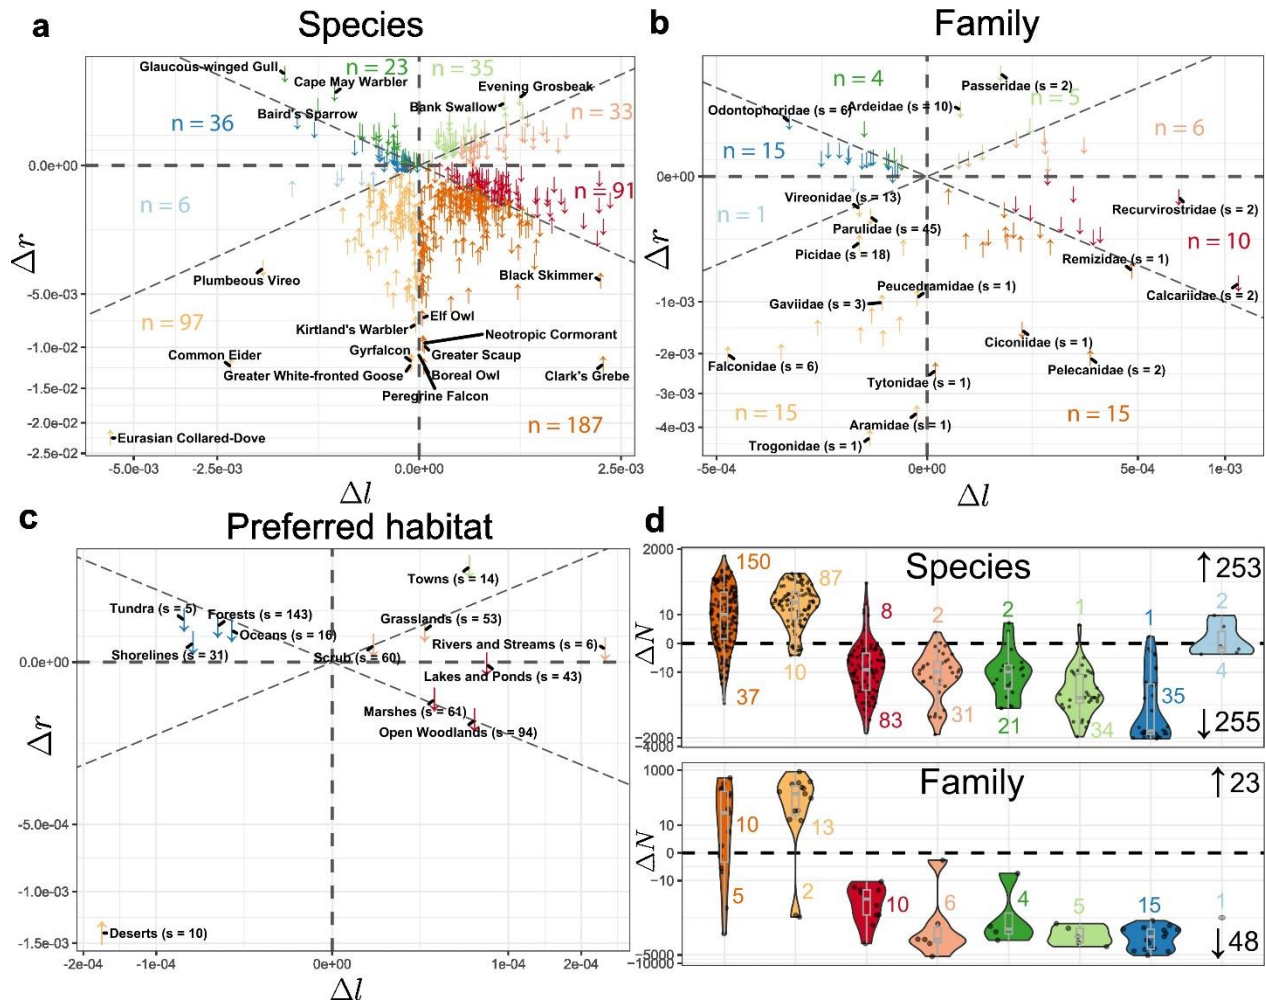 a
Species
Glaucous-winged Gull
n = 23
n = 35
Cape May Warbler
Evening Grosbeak
Bank Swallow
Baird's Sparrow
n = 33
n = 36
0.0e+00
n = 91
n = 6
Δr
Plumbeous Vireo
Black Skimmer
-5.0e-03
n = 97
Elf Owl
Kirtland's Warbler
Neotropic Cormorant
-1.0e-02
Common Eider
Gyrfalcon
Greater Scaup
Greater White-fronted Goose
Boreal Owl
Clark's Grebe
-1.5e-02
Peregrine Falcon
-2.0e-02
n = 187
Eurasian Collared-Dove
-2.5e-02
-5.0e-03
-2.5e-03
0.0e+00
2.5e-03
Δl
b
Family
n = 4
Passeridae (s = 2)
n = 5
Odontophoridae (s = 6)
Ardeidae (s = 10)
n = 6
n = 15
0e+00
Vireonidae (s = 13)
n = 1
Recurvirostridae (s = 2)
Parulidae (s = 45)
n = 10
Δr
Picidae (s = 18)
Remizidae (s = 1)
Peucedramidae (s = 1)
Calcariidae (s = 2)
-1e-03
Gaviidae (s = 3)
Ciconiidae (s = 1)
-2e-03
Falconidae (s = 6)
Pelecanidae (s = 2)
Tytonidae (s = 1)
-3e-03
n = 15
n = 15
Aramidae (s = 1)
-4e-03
Trogonidae (s = 1)
-5e-04
0e+00
5e-04
1e-03
Δl
c
Preferred habitat
Towns (s = 14)
Tundra (s = 5)
Forests (s = 143)
Grasslands (s = 53)
Oceans (s = 16)
Rivers and Streams (s = 6)
Shorelines (s = 31)
Scrub (s = 60)
0.0e+00
Lakes and Ponds (s = 43)
Marshes (s = 61)
Open Woodlands (s = 94)
Δr
-5.0e-04
-1.0e-03
Deserts (s = 10)
-1.5e-03
-2e-04
-1e-04
0e+00
1e-04
2e-04
Δl
d
2000
Species
150
87
8
2
2
1
1
2
↑253
10
ΔN
0
-10
37
10
83
31
21
34
35
4
↓255
-2000
-4000
1000
Family
↑23
10
10
13
ΔN
0
-10
5
2
10
6
4
5
15
1
↓48
-5000
-10000